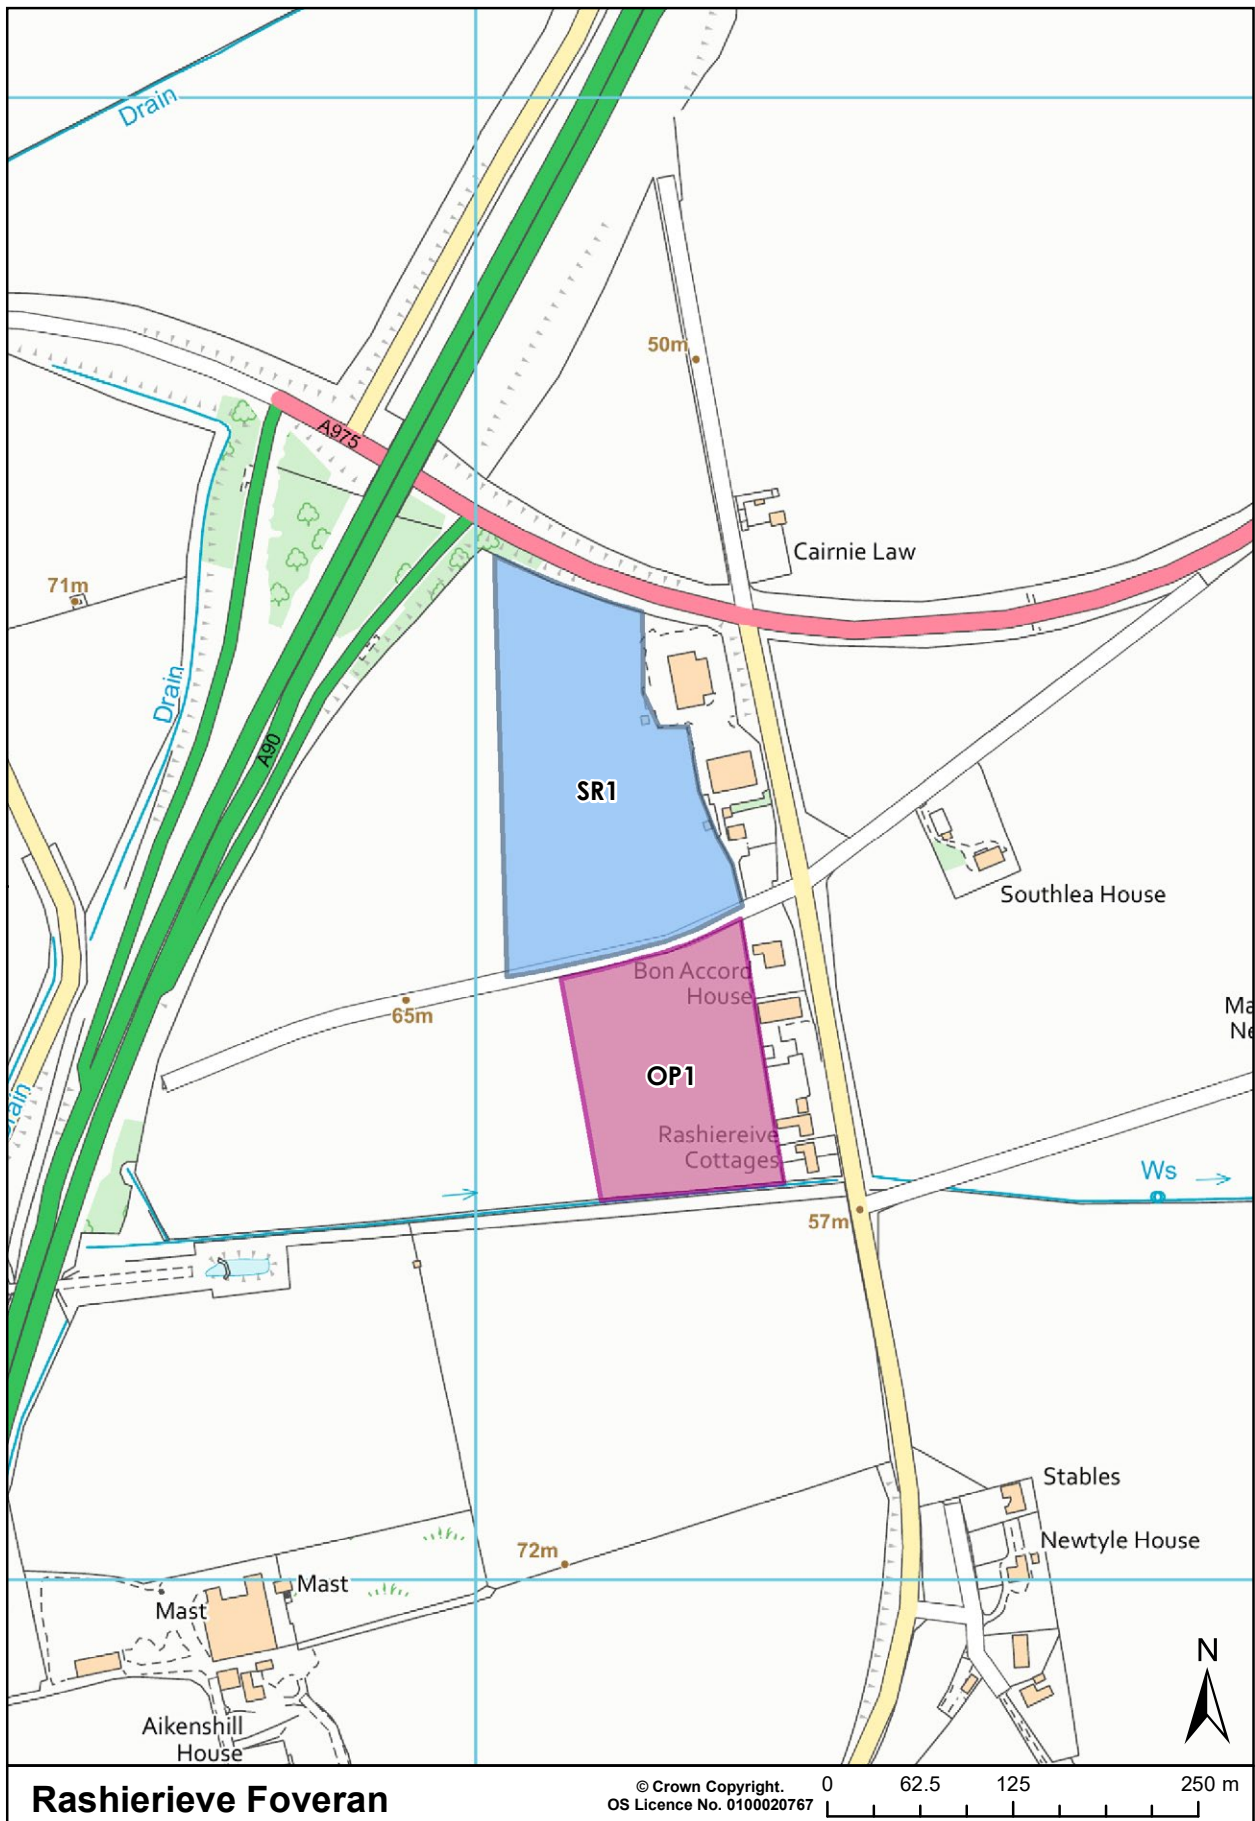 Drain
50m
A975
Cairnie Law
71m
Drain
A90
SR1
Southlea House
Bon Accord
House
65m
Ma
Ne
OP1
Rashiereive
Cottages
Ws
57m
Stables
Newtyle House
72m
Mast
Mast
Aikenshill
House
N
Rashierieve Foveran
© Crown Copyright.
OS Licence No. 0100020767
0 62.5 125 250 m